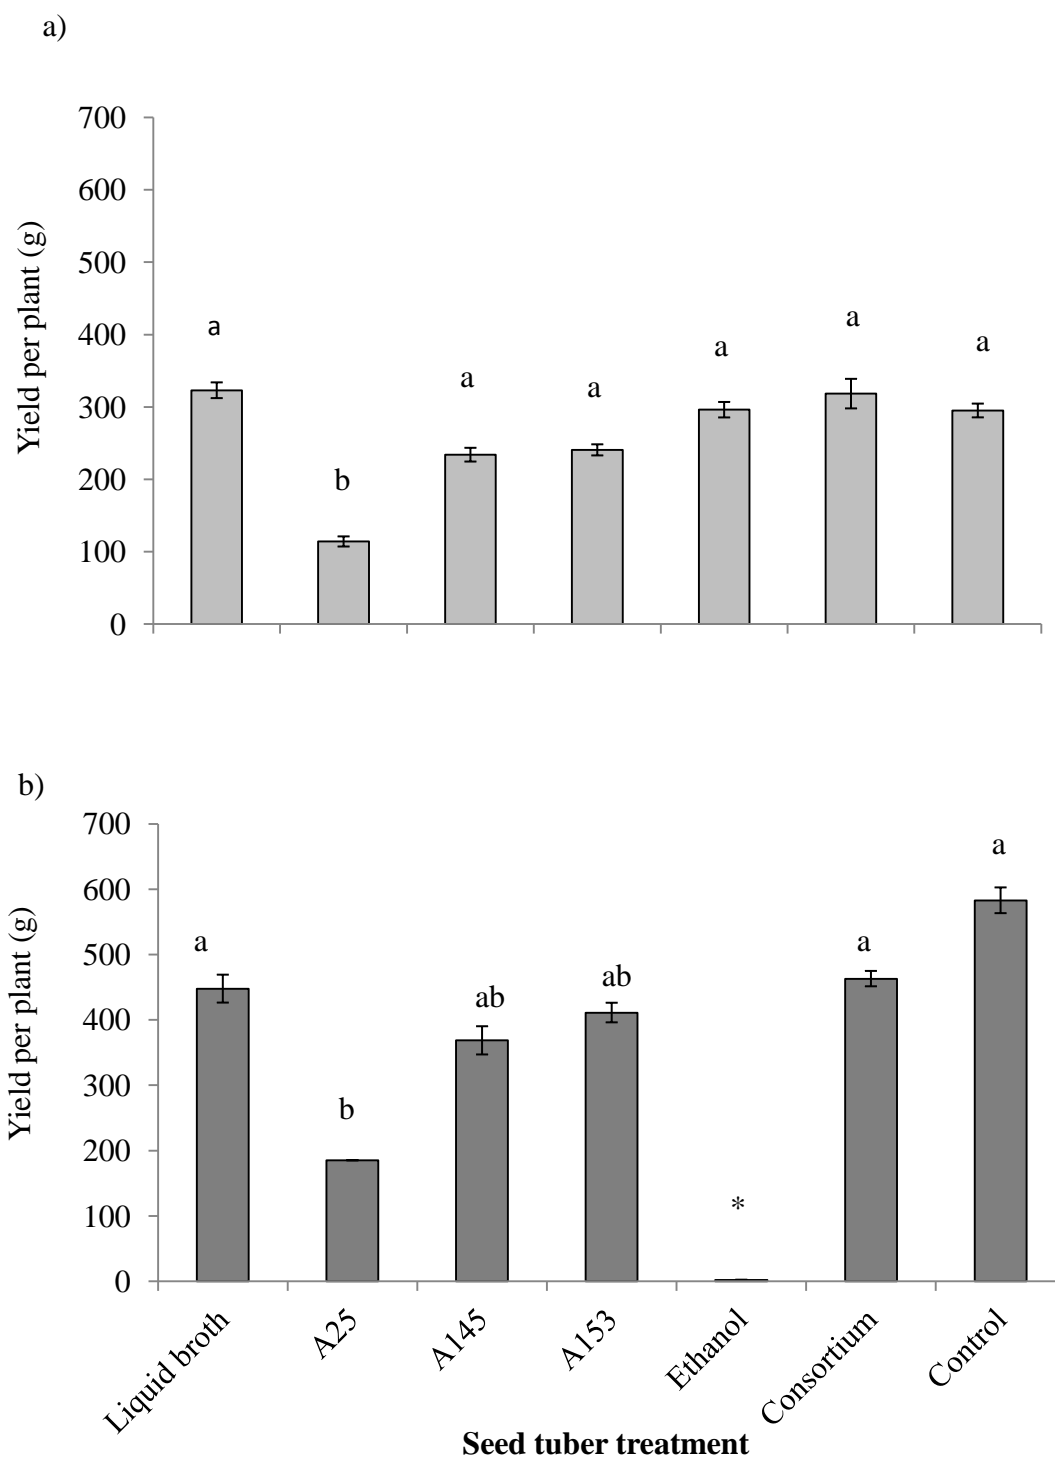 a)
700
600
500
400
300
200
100
0
Yield per plant (g)
a
b
a
a
a
a
a
b)
700
600
500
400
300
200
100
0
Yield per plant (g)
a
b
ab
ab
*
a
a
Liquid broth
A25
A145
A153
Ethanol
Consortium
Control
Seed tuber treatment